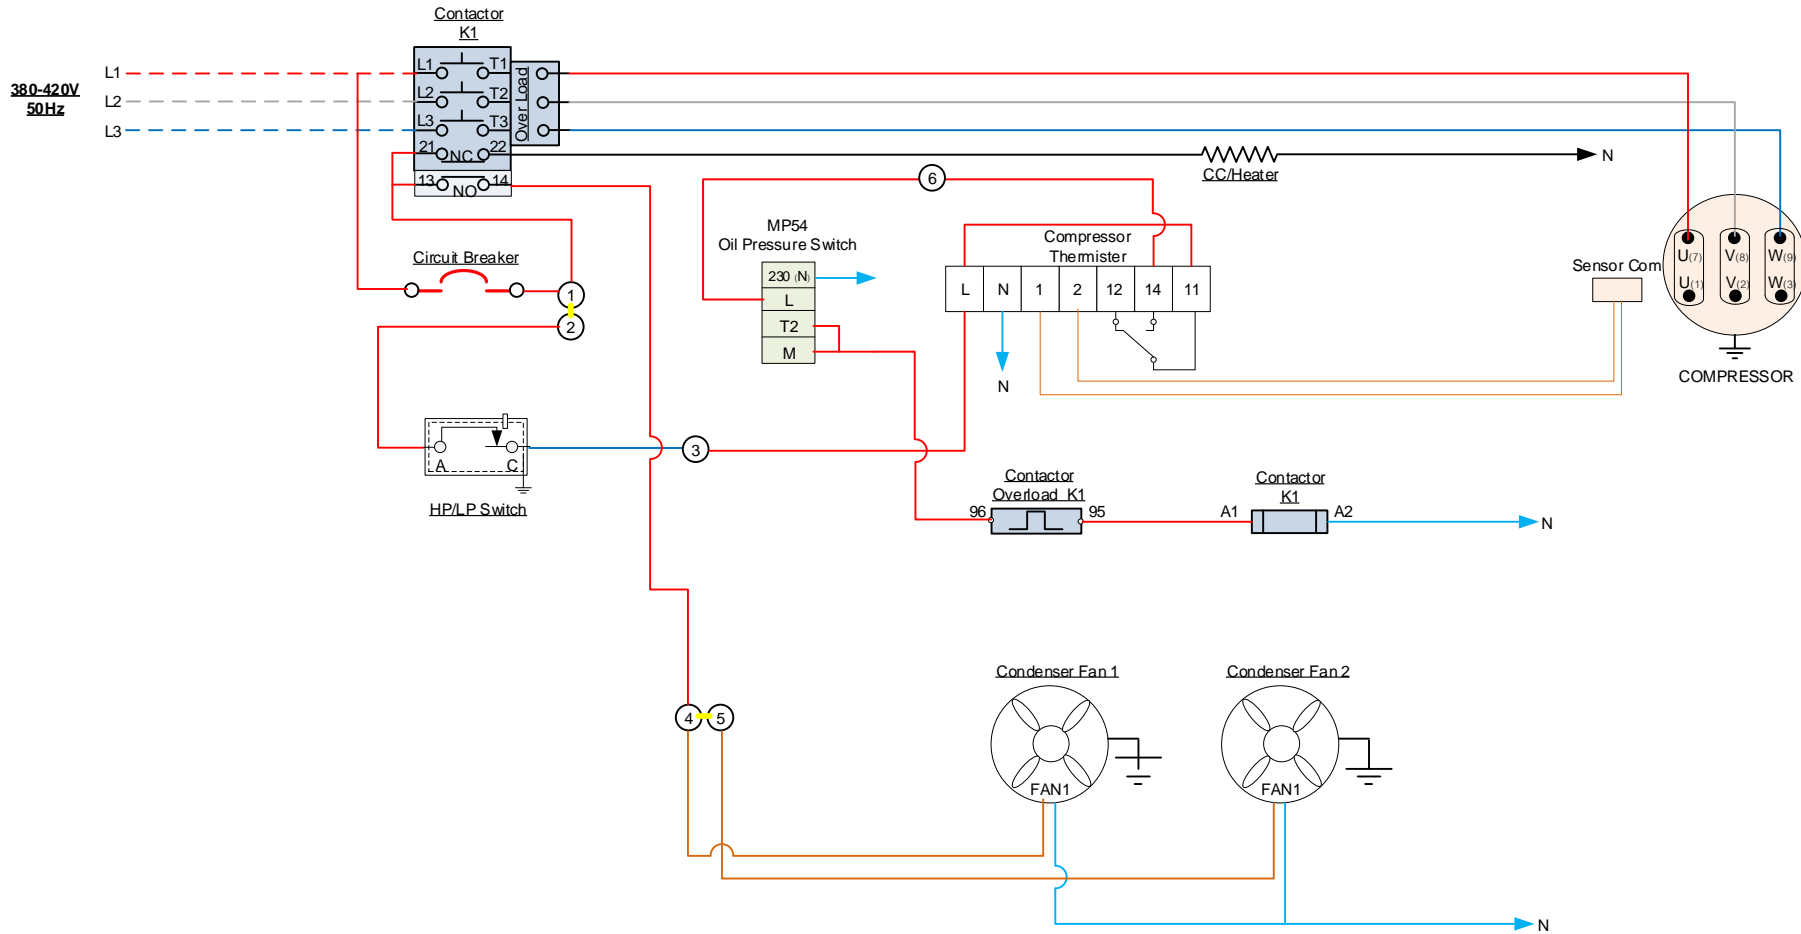 Contactor
K1
380-420V
50Hz
L1
L2
L3
L1
T1
L2
T2
L3
T3
21
NC
22
13
NO
14
Over Load
CC/Heater
N
6
MP54
Oil Pressure Switch
230 (N)
L
T2
M
Compressor
Thermister
L
N
1
2
12
14
11
N
Sensor Com
U(7)
V(8)
W(9)
U(1)
V(2)
W(3)
COMPRESSOR
Circuit Breaker
1
2
A
C
HP/LP Switch
3
Contactor
Overload K1
96
95
Contactor
K1
A1
A2
N
4
5
Condenser Fan 1
FAN1
Condenser Fan 2
FAN1
N